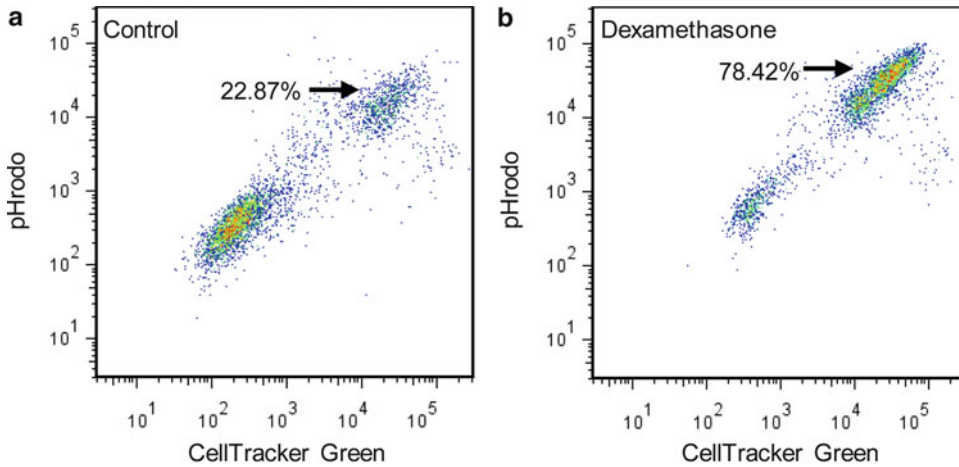 a
Control
10^5
10^4
10^3
10^2
10^1
22.87%
pHrodo
10^1 10^2 10^3 10^4 10^5
CellTracker Green
b
Dexamethasone
10^5
10^4
10^3
10^2
10^1
78.42%
pHrodo
10^1 10^2 10^3 10^4 10^5
CellTracker Green